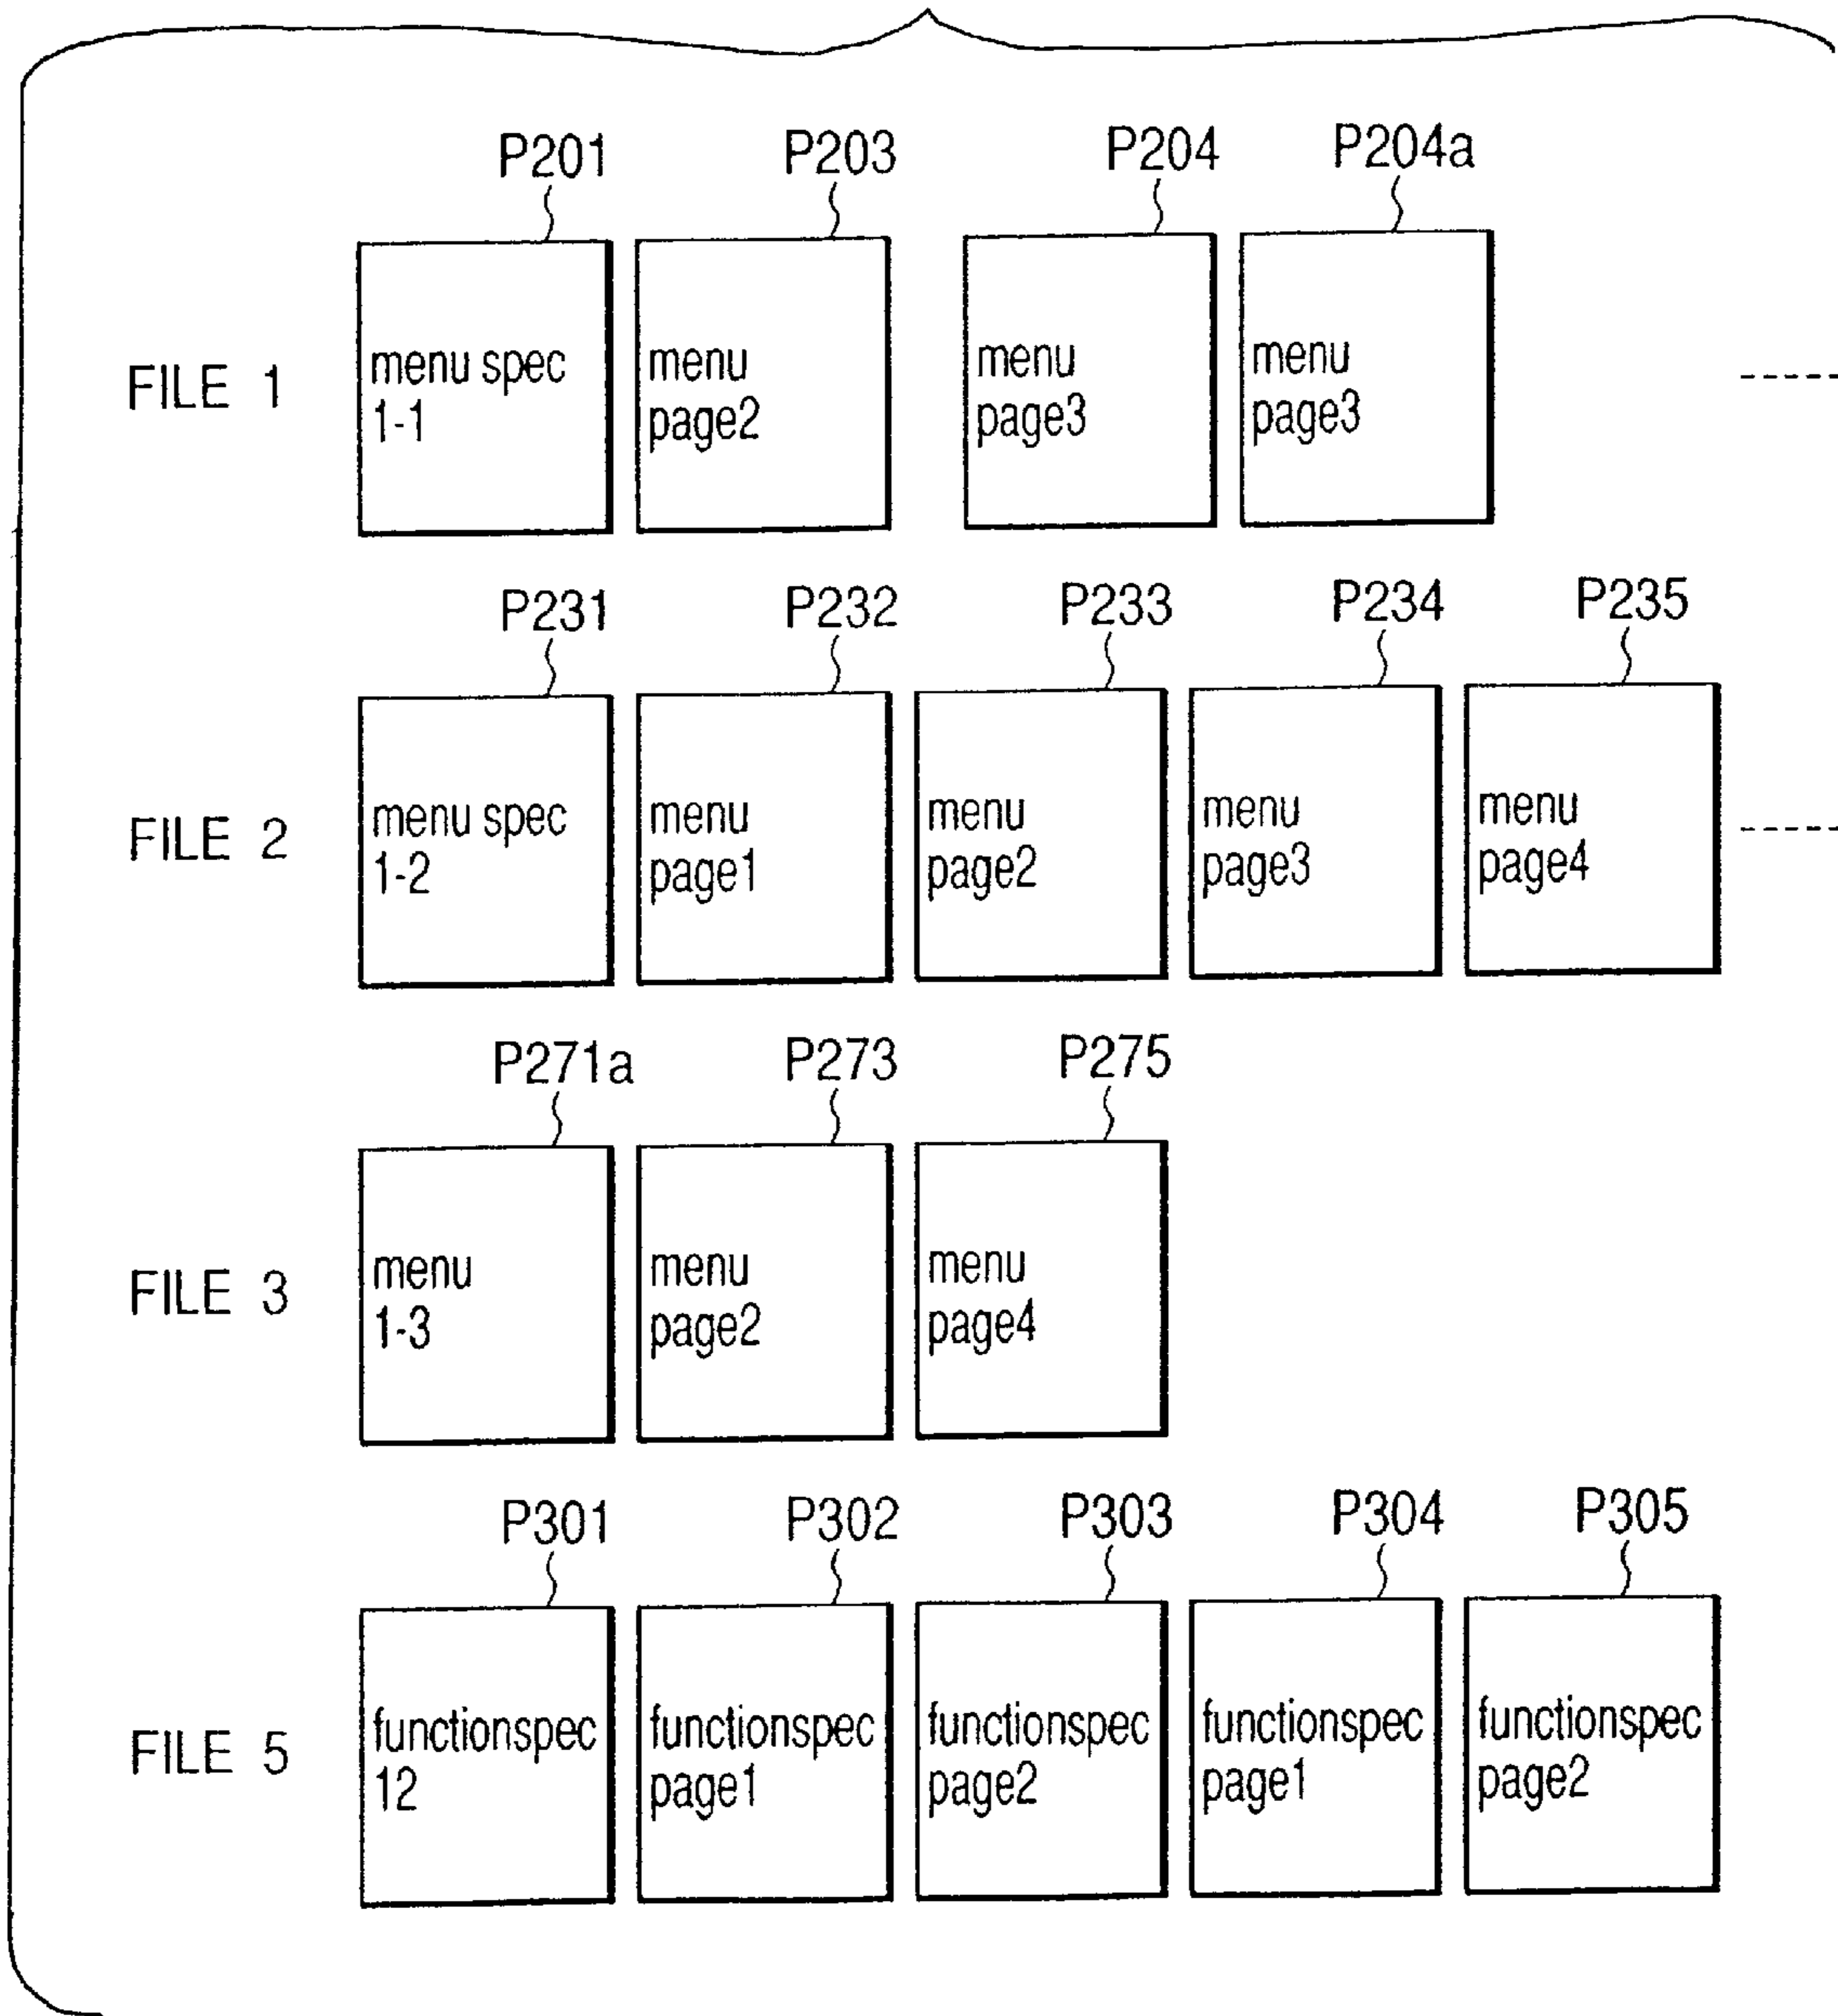 P201 P203 P204 P204a
FILE 1
menu spec
1-1
menu
page2
menu
page3
menu
page3
P231 P232 P233 P234 P235
FILE 2
menu spec
1-2
menu
page1
menu
page2
menu
page3
menu
page4
P271a P273 P275
FILE 3
menu
1-3
menu
page2
menu
page4
P301 P302 P303 P304 P305
FILE 5
functionspec
12
functionspec
page1
functionspec
page2
functionspec
page1
functionspec
page2